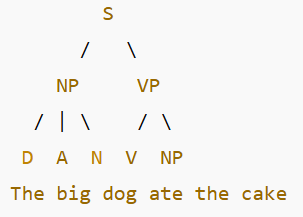 S
/ \
NP VP
/ | \ / \
D A N V NP
The big dog ate the cake